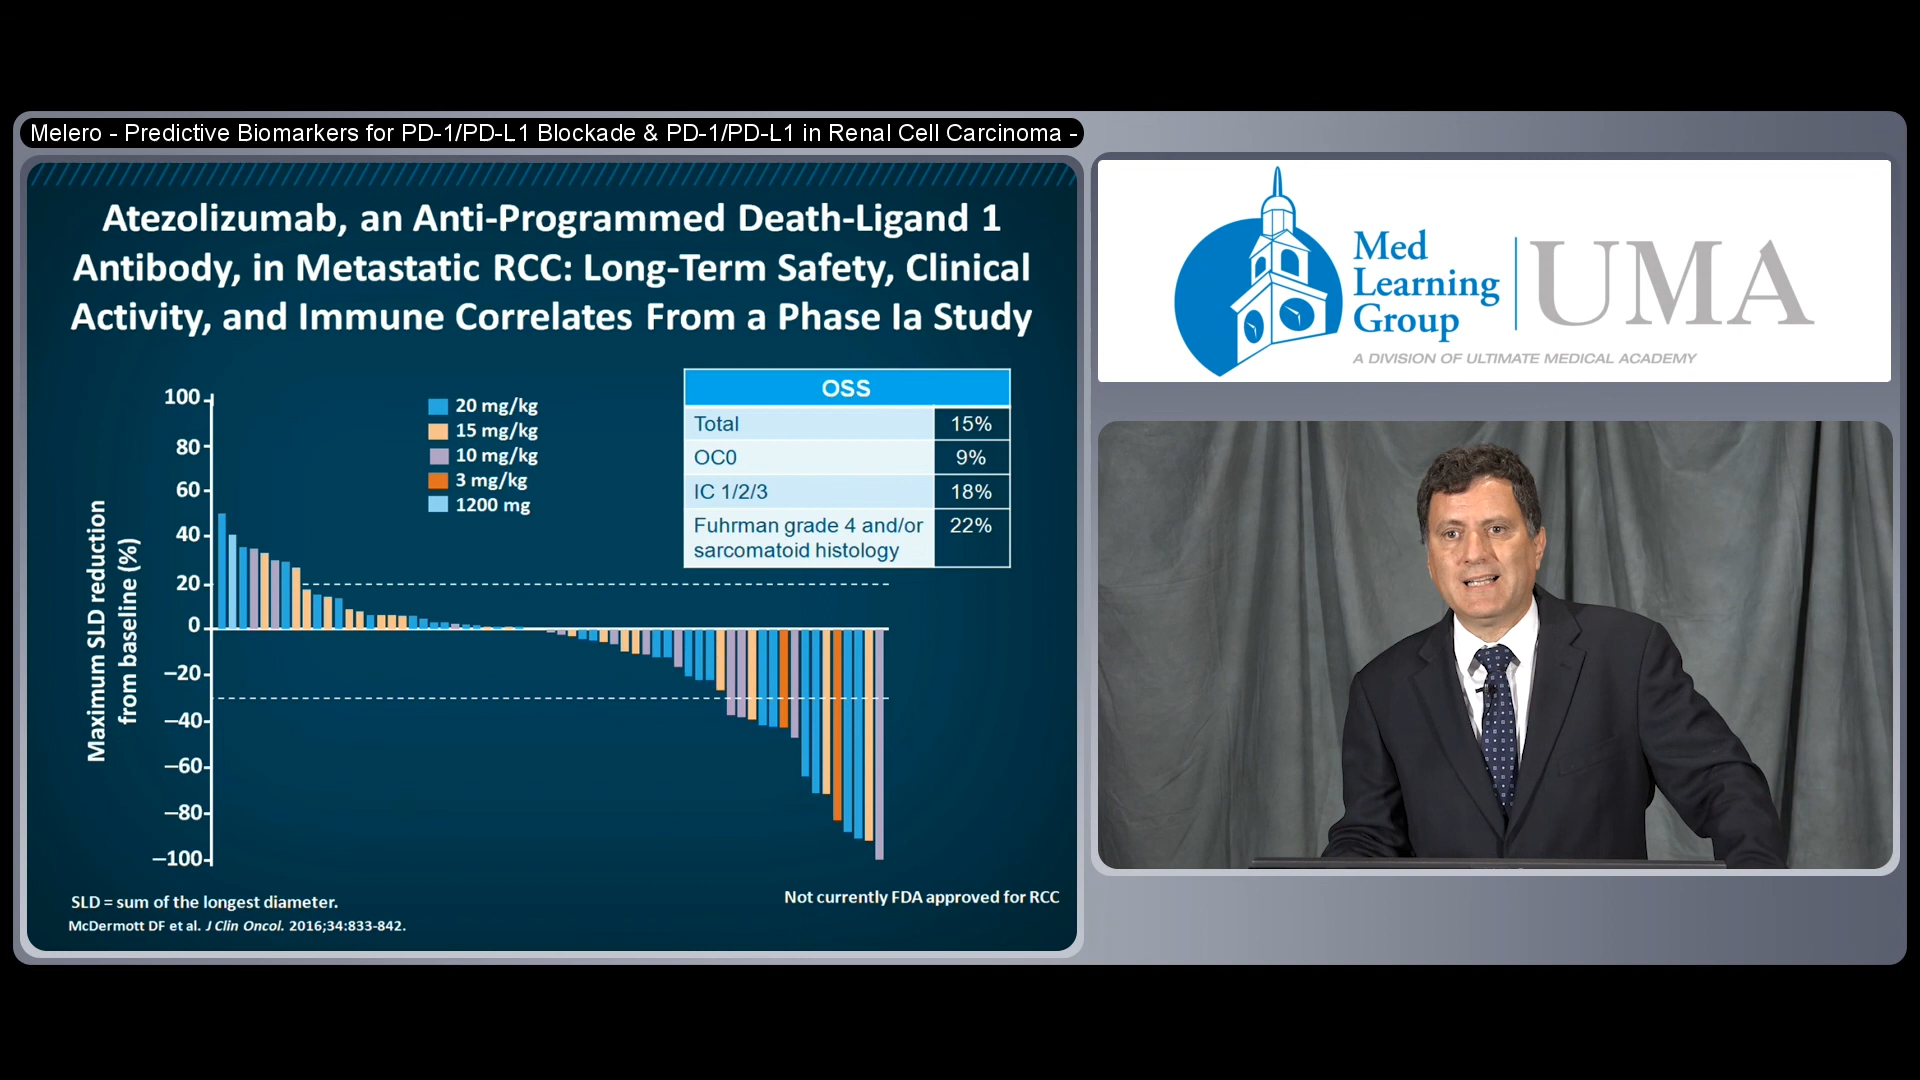 Melero - Predictive Biomarkers for PD-1/PD-L1 Blockade & PD-1/PD-L1 in Renal Cell Carcinoma -
Atezolizumab, an Anti-Programmed Death-Ligand 1
Antibody, in Metastatic RCC: Long-Term Safety, Clinical
Activity, and Immune Correlates From a Phase Ia Study
Maximum SLD reduction
from baseline (%)
100
80
60
40
20
0
–20
–40
–60
–80
–100
20 mg/kg
15 mg/kg
10 mg/kg
3 mg/kg
1200 mg
OSS
Total 15%
OC0 9%
IC 1/2/3 18%
Fuhrman grade 4 and/or 22%
sarcomatoid histology
SLD = sum of the longest diameter.
McDermott DF et al. J Clin Oncol. 2016;34:833-842.
Not currently FDA approved for RCC
Med
Learning
Group
UMA
A DIVISION OF ULTIMATE MEDICAL ACADEMY